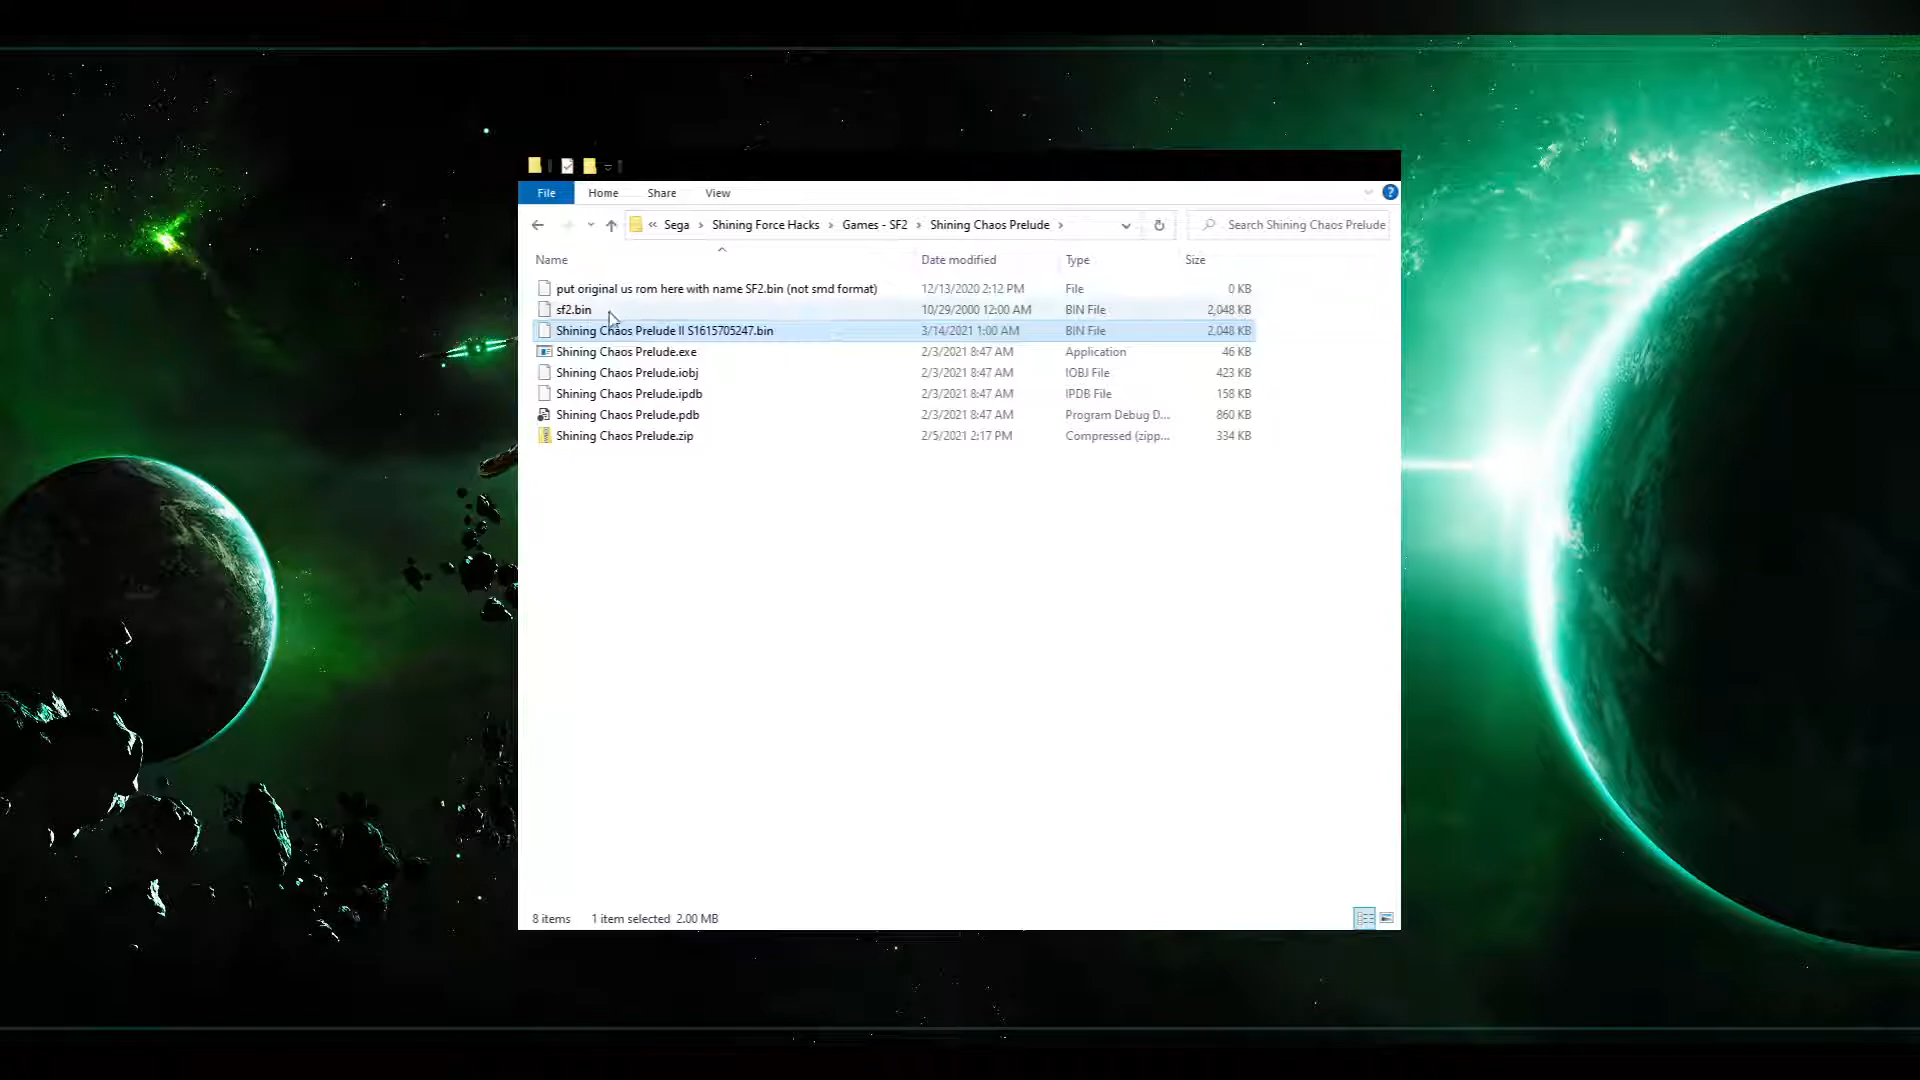 File Home Share View
« Sega › Shining Force Hacks › Games - SF2 › Shining Chaos Prelude › Search Shining Chaos Prelude
Name Date modified Type Size
put original us rom here with name SF2.bin (not smd format) 12/13/2020 2:12 PM File 0 KB
sf2.bin 10/29/2000 12:00 AM BIN File 2,048 KB
Shining Chaos Prelude II S1615705247.bin 3/14/2021 1:00 AM BIN File 2,048 KB
Shining Chaos Prelude.exe 2/3/2021 8:47 AM Application 46 KB
Shining Chaos Prelude.iobj 2/3/2021 8:47 AM IOBJ File 423 KB
Shining Chaos Prelude.ipdb 2/3/2021 8:47 AM IPDB File 158 KB
Shining Chaos Prelude.pdb 2/3/2021 8:47 AM Program Debug D... 860 KB
Shining Chaos Prelude.zip 2/5/2021 2:17 PM Compressed (zipp... 334 KB
8 items 1 item selected 2.00 MB